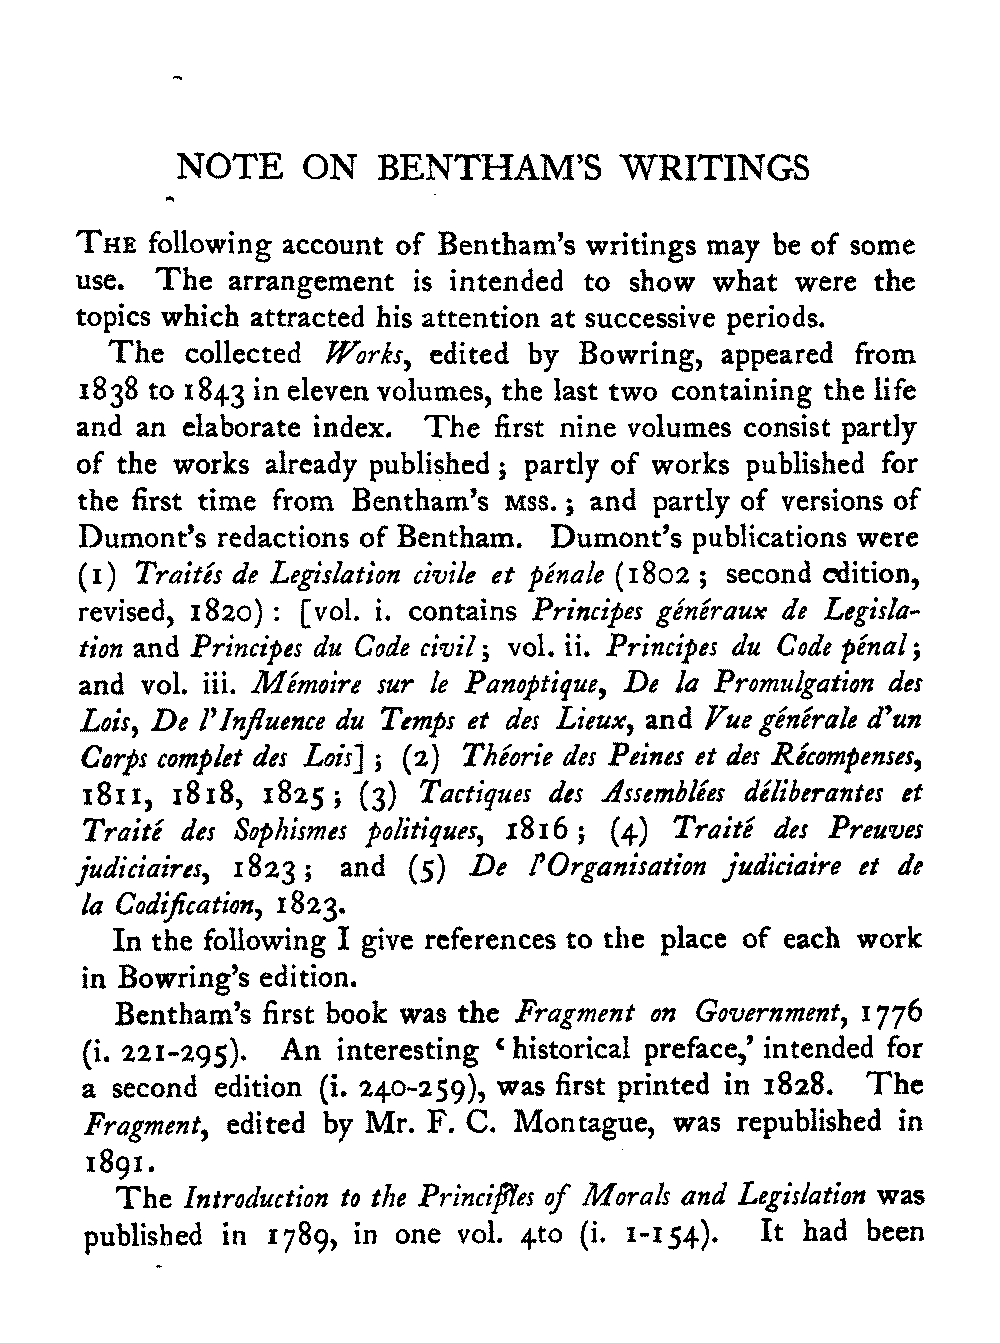 NOTE ON BENTHAM'S WRITINGS
THE following account of Bentham's writings may be of some
use. The arrangement is intended to show what were the
topics which attracted his attention at successive periods.
The collected Works, edited by Bowring, appeared from
1838 to 1843 in eleven volumes, the last two containing the life
and an elaborate index. The first nine volumes consist partly
of the works already published; partly of works published for
the first time from Bentham's MSS.; and partly of versions of
Dumont's redactions of Bentham. Dumont's publications were
(1) Traités de Legislation civile et pénale (1802; second edition,
revised, 1820): [vol. i. contains Principes généraux de Legisla-
tion and Principes du Code civil; vol. ii. Principes du Code pénal;
and vol. iii. Mémoire sur le Panoptique, De la Promulgation des
Lois, De l'Influence du Temps et des Lieux, and Vue générale d'un
Corps complet des Lois]; (2) Théorie des Peines et des Récompenses,
1811, 1818, 1825; (3) Tactiques des Assemblées déliberantes et
Traité des Sophismes politiques, 1816; (4) Traité des Preuves
judiciaires, 1823; and (5) De l'Organisation judiciaire et de
la Codification, 1823.
In the following I give references to the place of each work
in Bowring's edition.
Bentham's first book was the Fragment on Government, 1776
(i. 221-295). An interesting 'historical preface,' intended for
a second edition (i. 240-259), was first printed in 1828. The
Fragment, edited by Mr. F. C. Montague, was republished in
1891.
The Introduction to the Principles of Morals and Legislation was
published in 1789, in one vol. 4to (i. 1-154). It had been